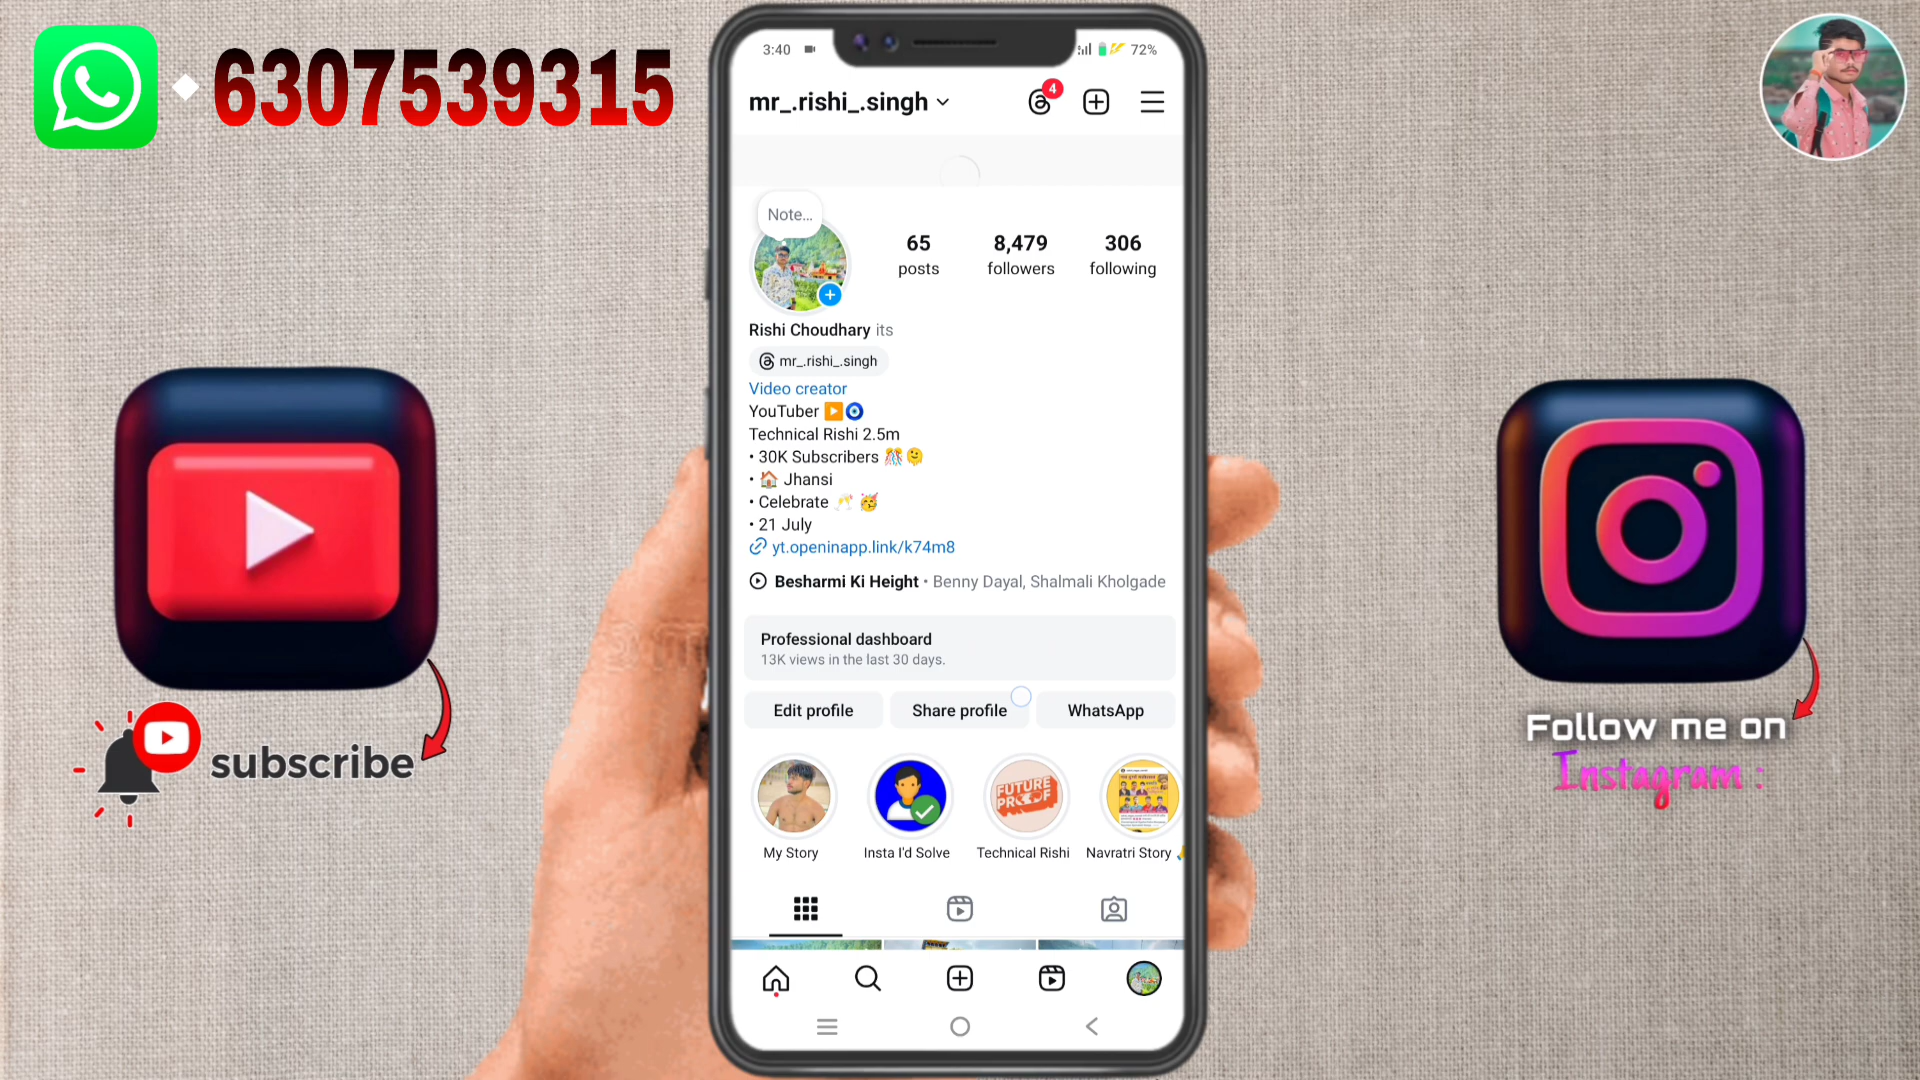 6307539315
3:40
72%
mr_.rishi_.singh
4
Note...
65 posts
8,479 followers
306 following
Rishi Choudhary its
mr_.rishi_.singh
Video creator
YouTuber ▶️🧿
Technical Rishi 2.5m
• 30K Subscribers 🎊🫠
• 🏠 Jhansi
• Celebrate 🥂 🥳
• 21 July
yt.openinapp.link/k74m8
Besharmi Ki Height • Benny Dayal, Shalmali Kholgade
Professional dashboard
13K views in the last 30 days.
Edit profile
Share profile
WhatsApp
FUTURE PROOF
My Story
Insta I'd Solve
Technical Rishi
Navratri Story 🙏
subscribe
Follow me on
Instagram :